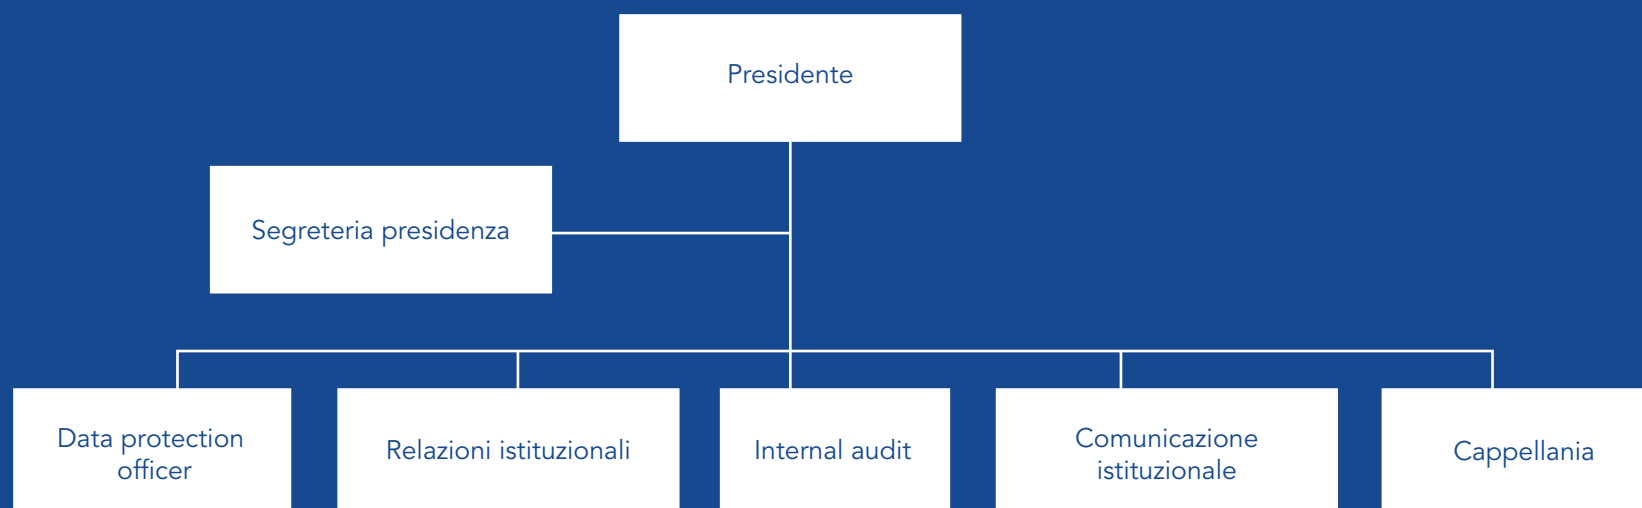 Presidente
Segreteria presidenza
Data protection
officer
Relazioni istituzionali
Internal audit
Comunicazione
istituzionale
Cappellania